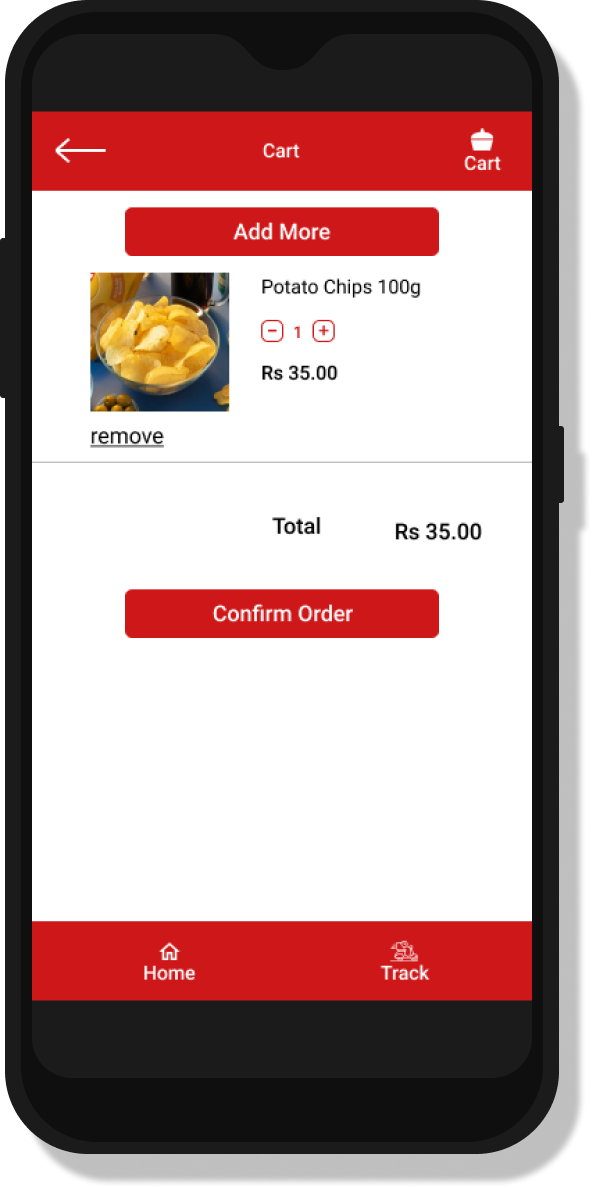 Cart
Cart
Add More
Potato Chips 100g
1
Rs 35.00
remove
Total
Rs 35.00
Confirm Order
Home
Track